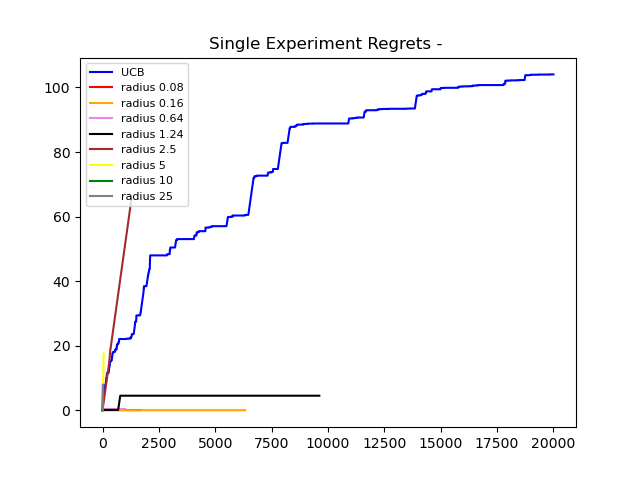 Single Experiment Regrets -
UCB
radius 0.08
radius 0.16
radius 0.64
radius 1.24
radius 2.5
radius 5
radius 10
radius 25
100
80
60
40
20
0
0 2500 5000 7500 10000 12500 15000 17500 20000